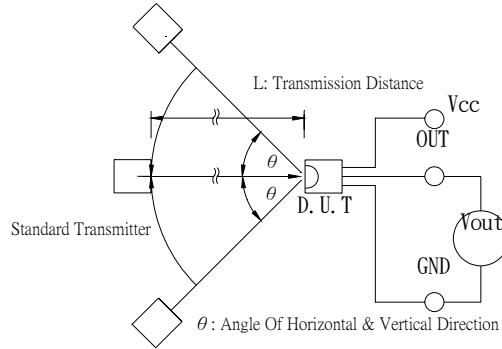 L: Transmission Distance
Vcc
OUT
θ
θ
D. U. T
Standard Transmitter
Vout
GND
θ : Angle Of Horizontal & Vertical Direction